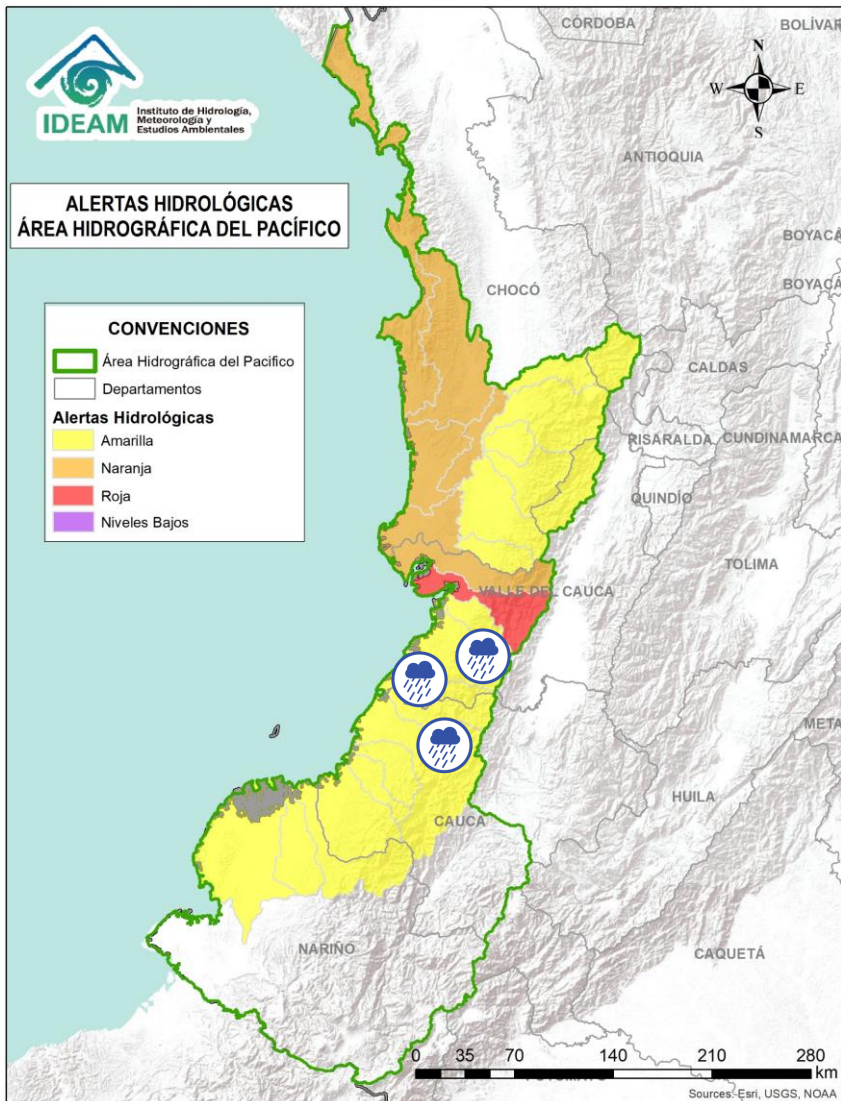 CÓRDOBA
BOLÍVAR
IDEAM
Instituto de Hidrología,
Meteorología y
Estudios Ambientales
N
W E
S
ANTIOQUIA
ALERTAS HIDROLÓGICAS
ÁREA HIDROGRÁFICA DEL PACÍFICO
BOYACÁ
CHOCÓ
BOYACÁ
CONVENCIONES
Área Hidrográfica del Pacifico
Departamentos
Alertas Hidrológicas
Amarilla
Naranja
Roja
Niveles Bajos
CALDAS
RISARALDA
CUNDINAMARCA
QUINDÍO
TOLIMA
VALLE DEL CAUCA
META
HUILA
CAUCA
NARIÑO
CAQUETÁ
0 35 70 140 210 280
km
Sources: Esri, USGS, NOAA